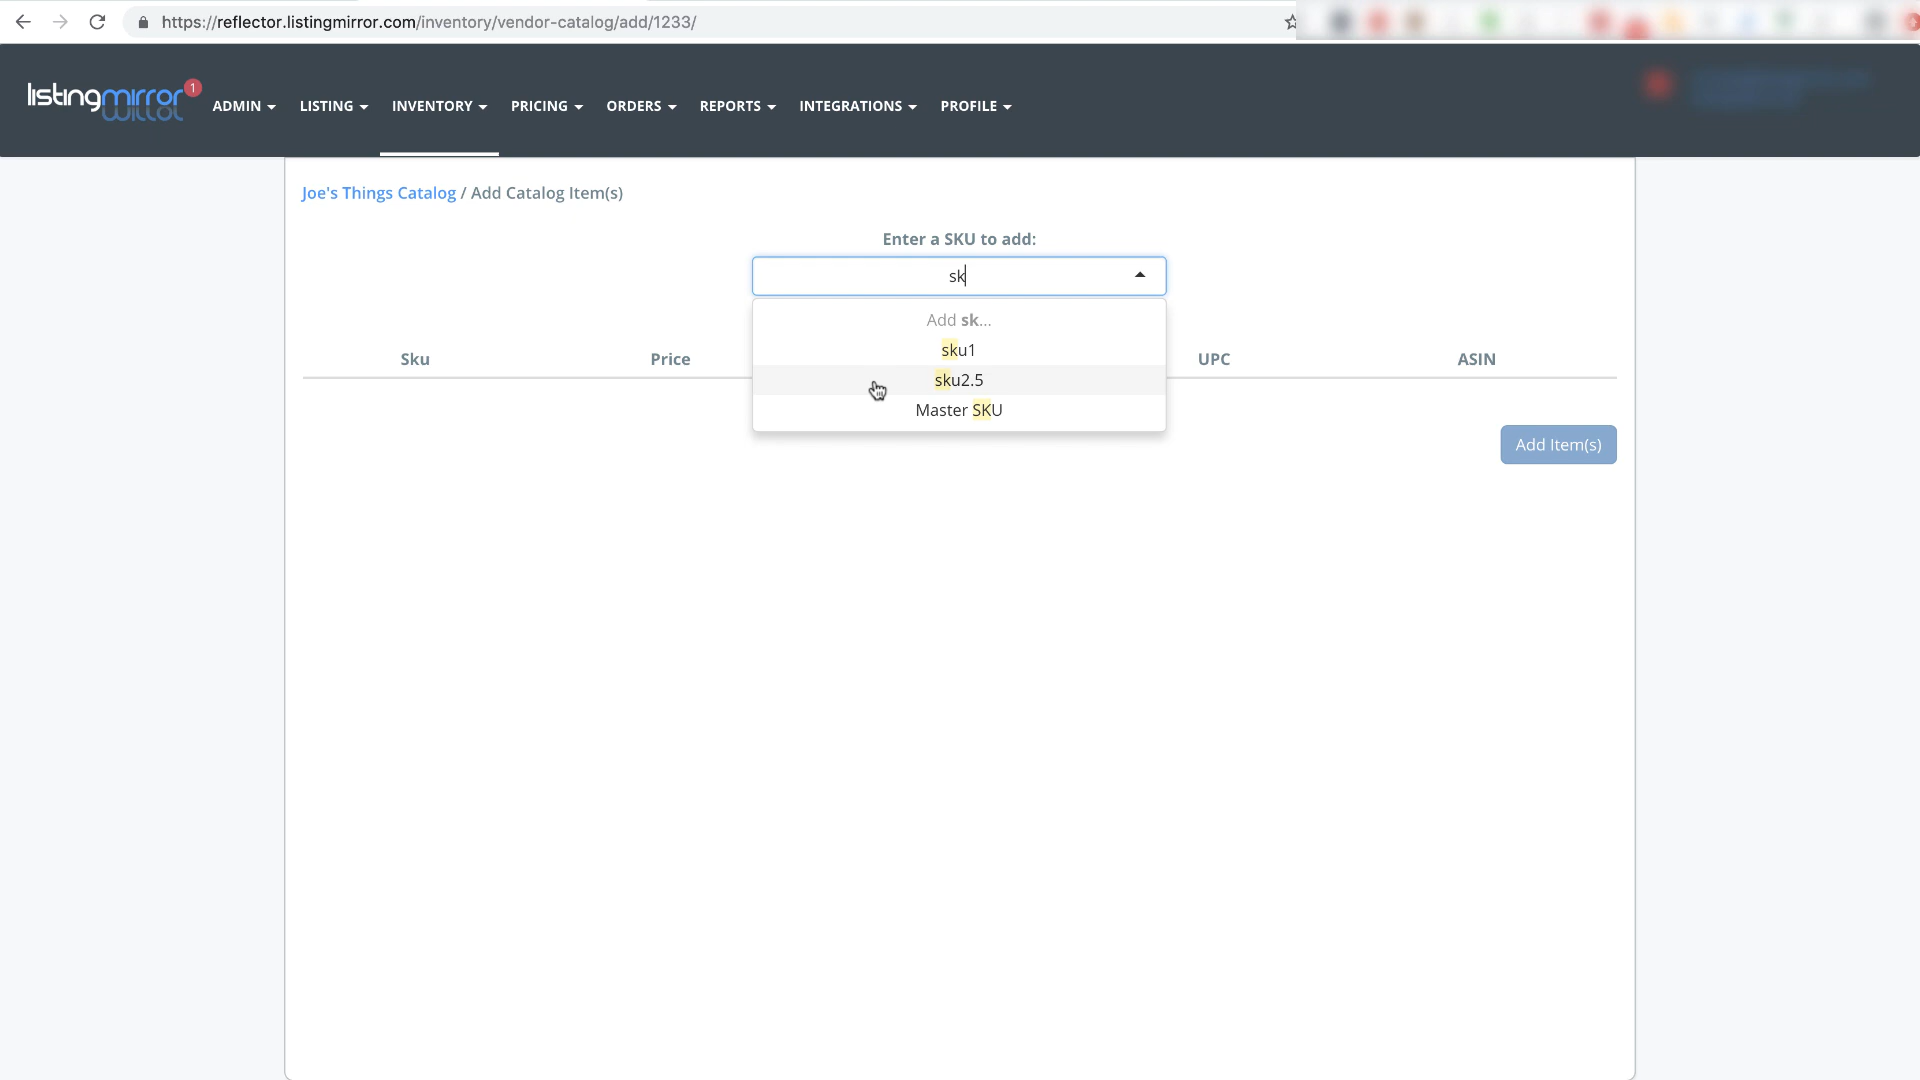 https://reflector.listingmirror.com/inventory/vendor-catalog/add/1233/
listingmirror 1 ADMIN LISTING INVENTORY PRICING ORDERS REPORTS INTEGRATIONS PROFILE
Joe's Things Catalog / Add Catalog Item(s)
Enter a SKU to add:
sk
Add sk...
sku1
Sku Price UPC ASIN
sku2.5
Master SKU
Add Item(s)